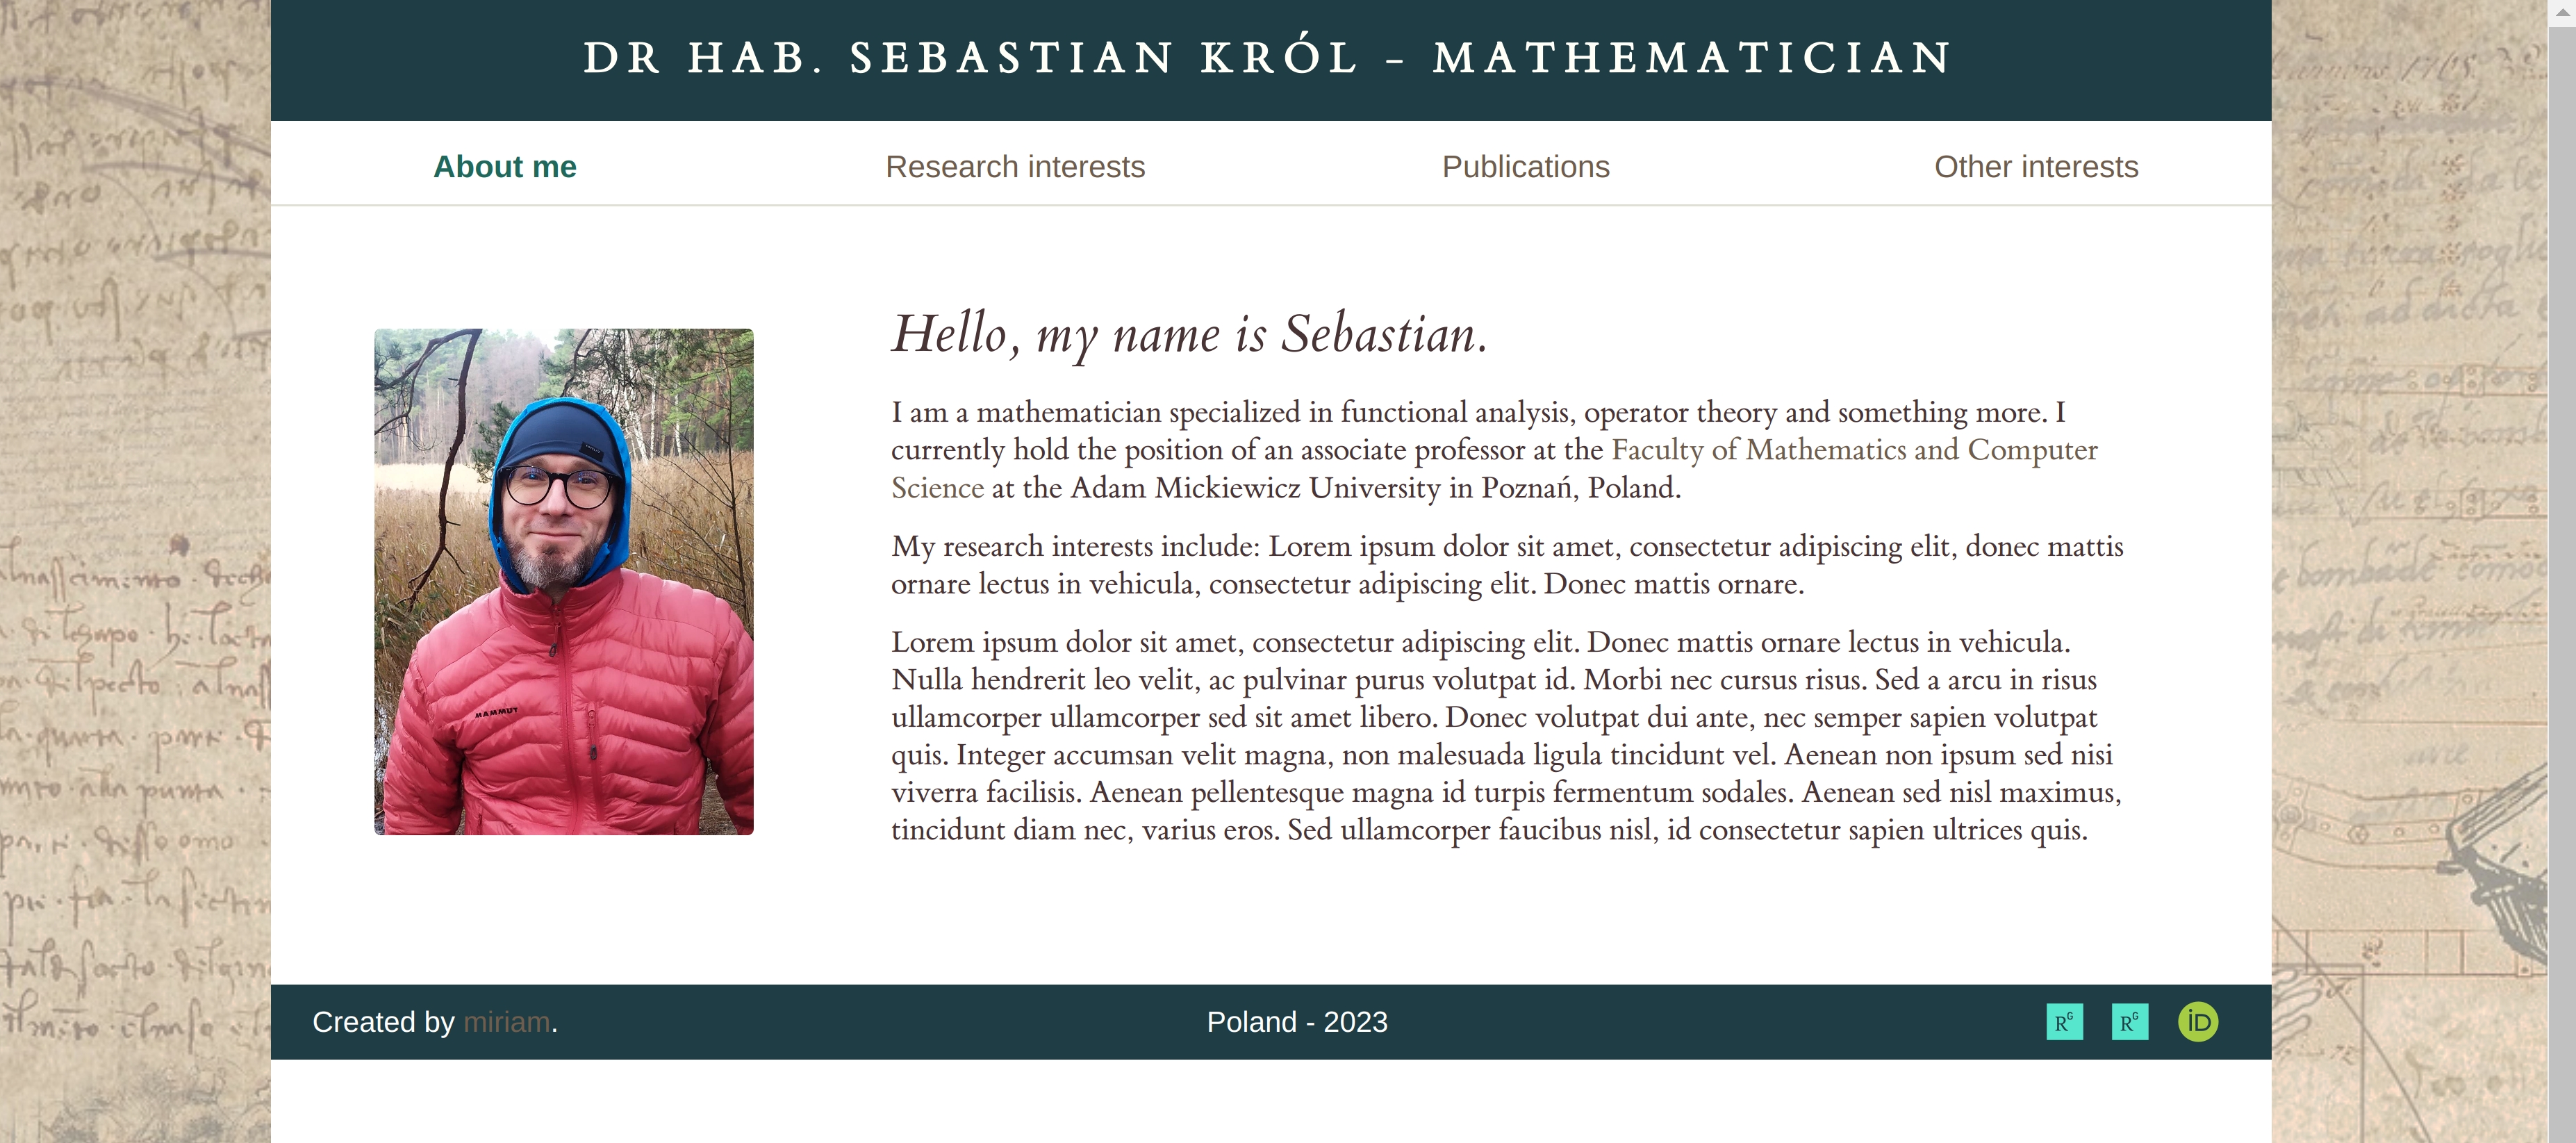 DR HAB. SEBASTIAN KRÓL – MATHEMATICIAN
About me
Research interests
Publications
Other interests
Hello, my name is Sebastian.
I am a mathematician specialized in functional analysis, operator theory and something more. I
currently hold the position of an associate professor at the Faculty of Mathematics and Computer
Science at the Adam Mickiewicz University in Poznań, Poland.
My research interests include: Lorem ipsum dolor sit amet, consectetur adipiscing elit, donec mattis
ornare lectus in vehicula, consectetur adipiscing elit. Donec mattis ornare.
Lorem ipsum dolor sit amet, consectetur adipiscing elit. Donec mattis ornare lectus in vehicula.
Nulla hendrerit leo velit, ac pulvinar purus volutpat id. Morbi nec cursus risus. Sed a arcu in risus
ullamcorper ullamcorper sed sit amet libero. Donec volutpat dui ante, nec semper sapien volutpat
quis. Integer accumsan velit magna, non malesuada ligula tincidunt vel. Aenean non ipsum sed nisi
viverra facilisis. Aenean pellentesque magna id turpis fermentum sodales. Aenean sed nisl maximus,
tincidunt diam nec, varius eros. Sed ullamcorper faucibus nisl, id consectetur sapien ultrices quis.
MAMMUT
Created by miriam.
Poland - 2023
RG
RG
iD